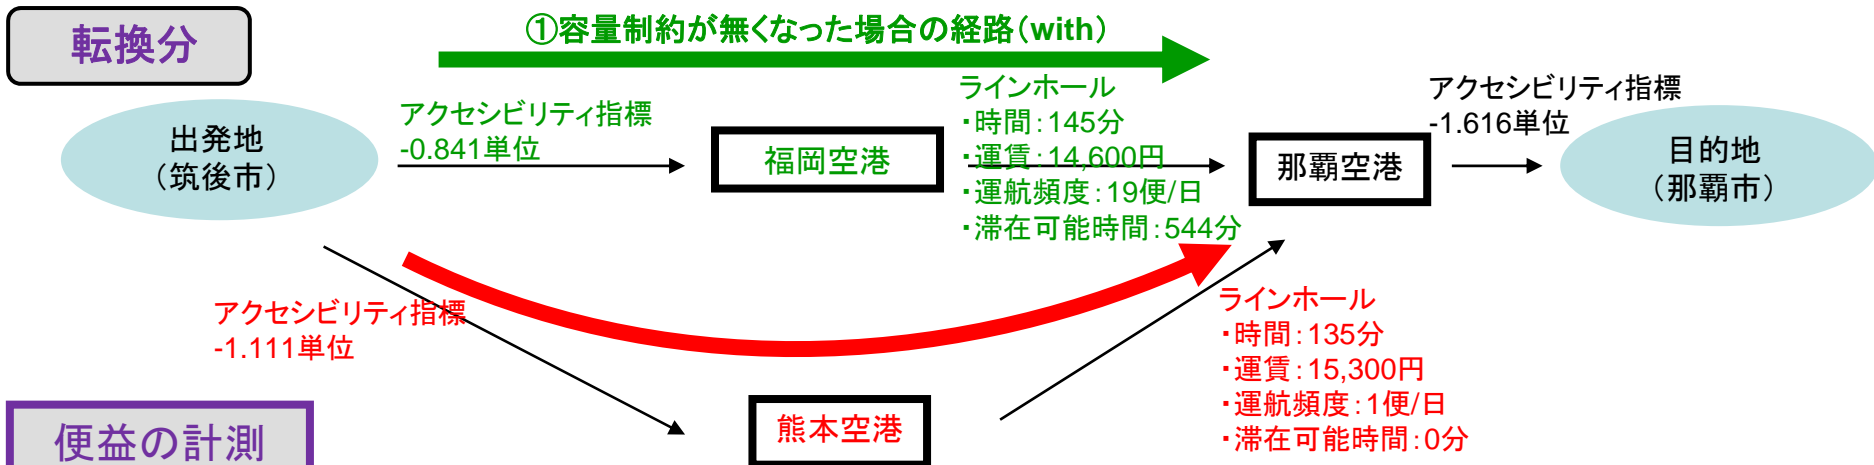 転換分
①容量制約が無くなった場合の経路(with)
出発地
(筑後市)
アクセシビリティ指標
-0.841単位
福岡空港
ラインホール
・時間:145分
・運賃:14,600円
・運航頻度:19便/日
・滞在可能時間:544分
那覇空港
アクセシビリティ指標
-1.616単位
目的地
(那覇市)
アクセシビリティ指標
-1.111単位
熊本空港
ラインホール
・時間:135分
・運賃:15,300円
・運航頻度:1便/日
・滞在可能時間:0分
便益の計測